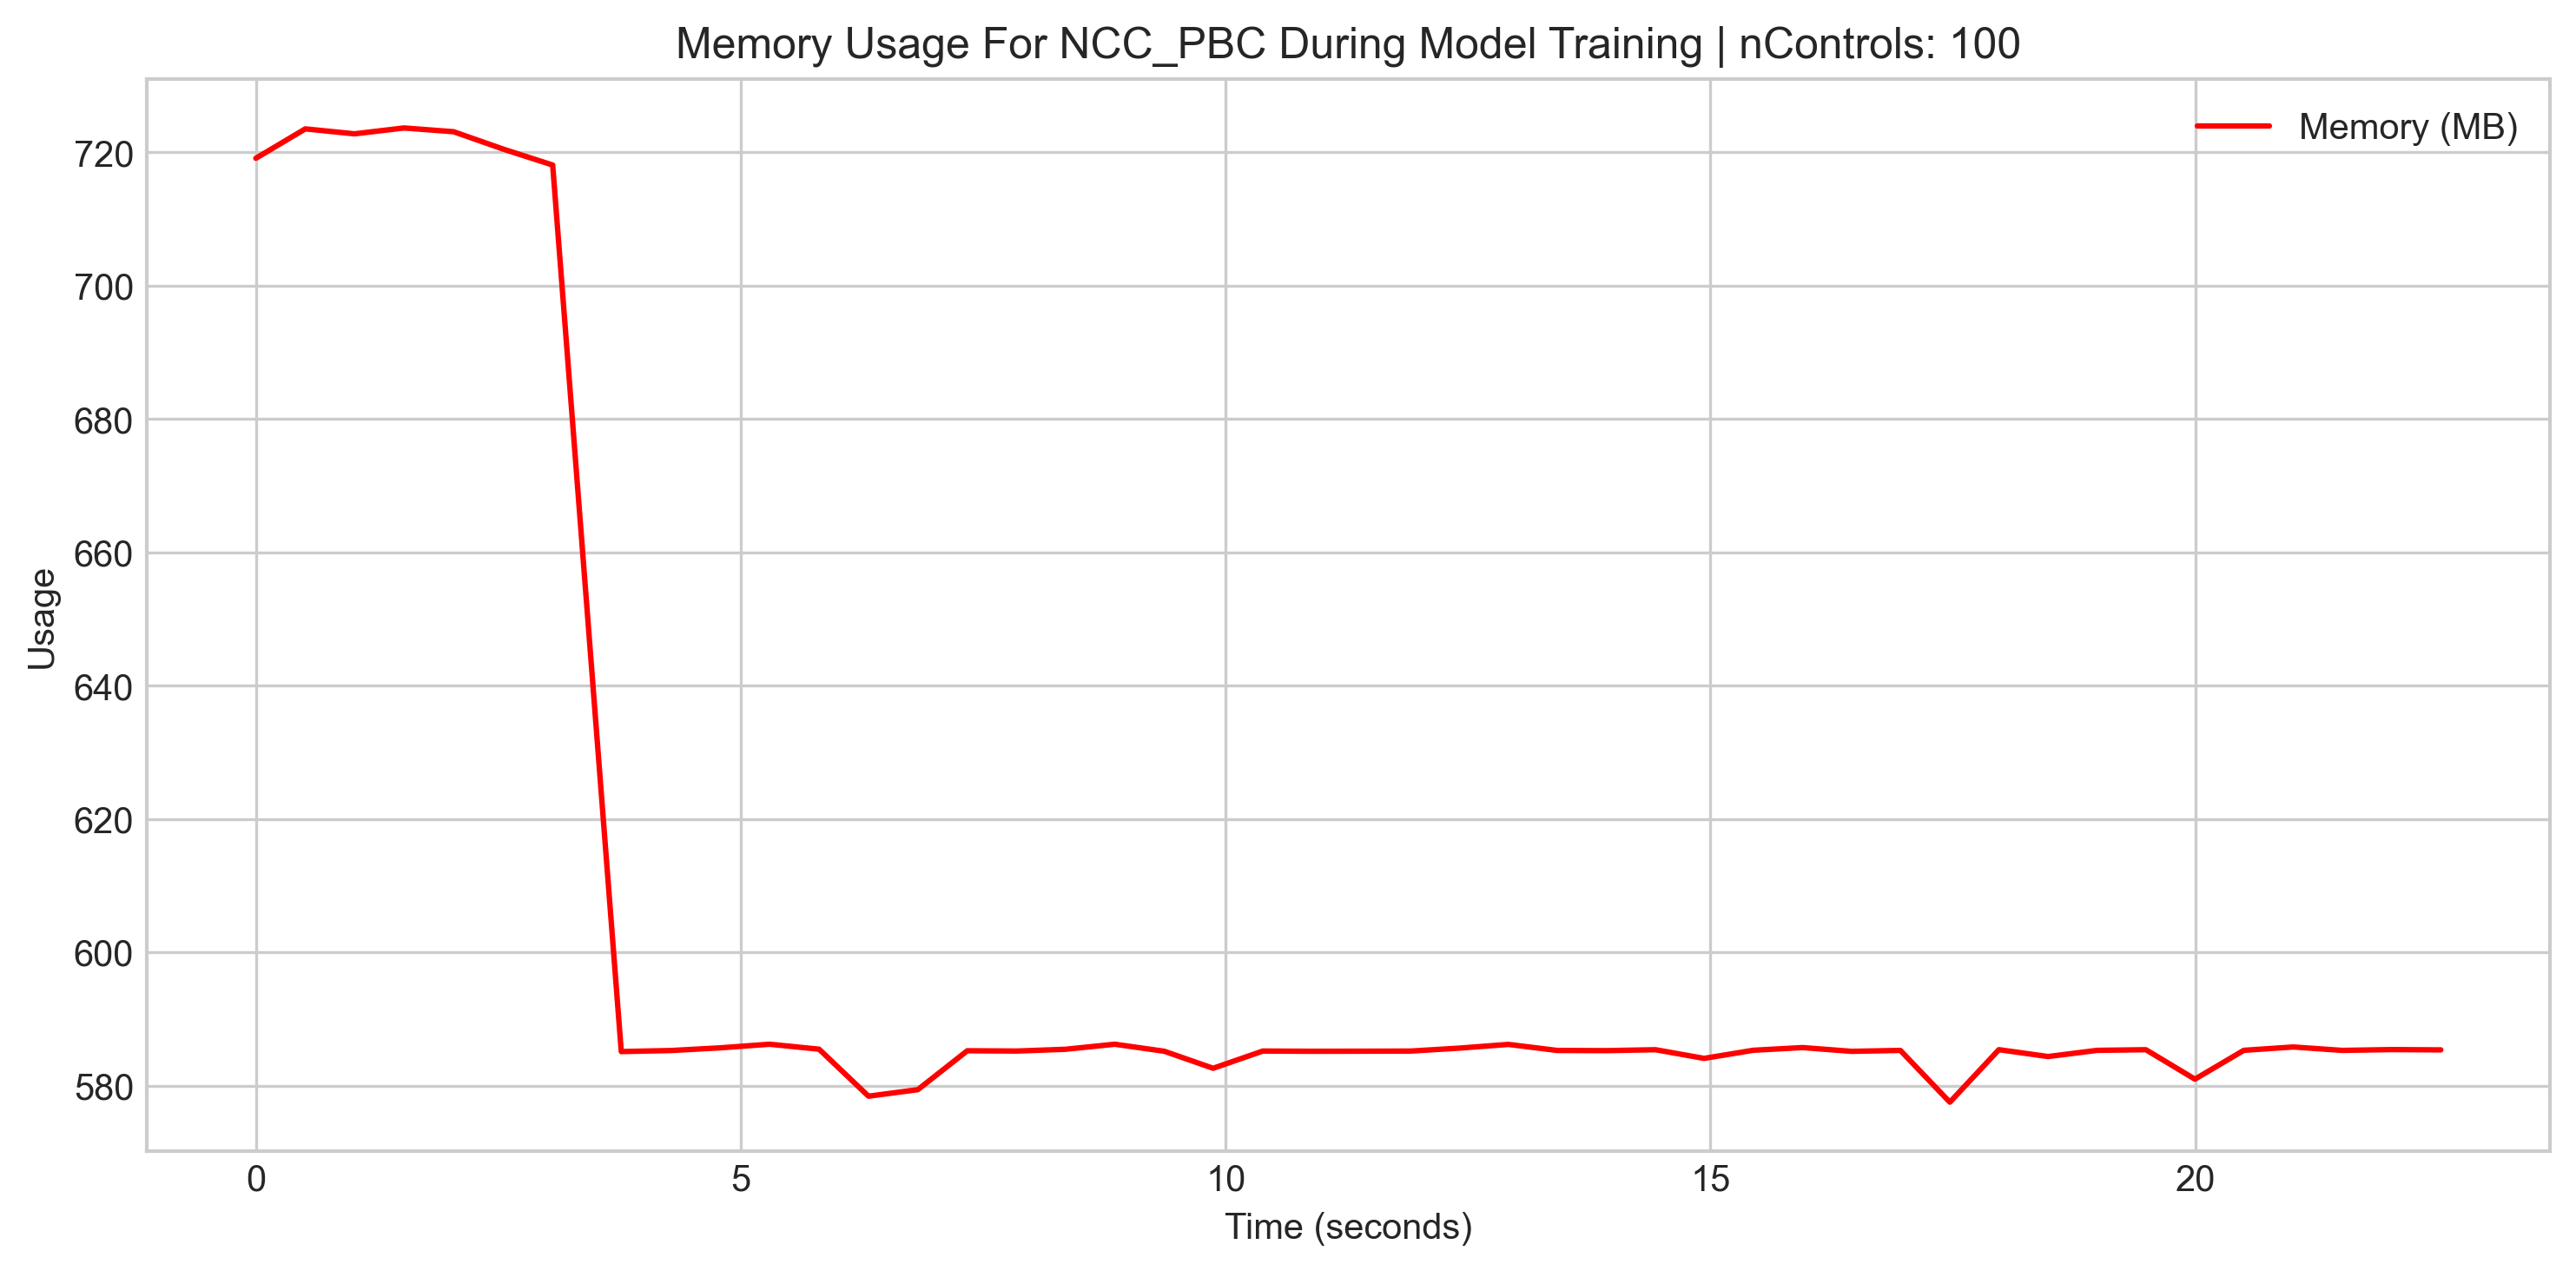 Memory Usage For NCC_PBC During Model Training | nControls: 100
Memory (MB)
720
700
680
660
640
620
600
580
Usage
0 5 10 15 20
Time (seconds)